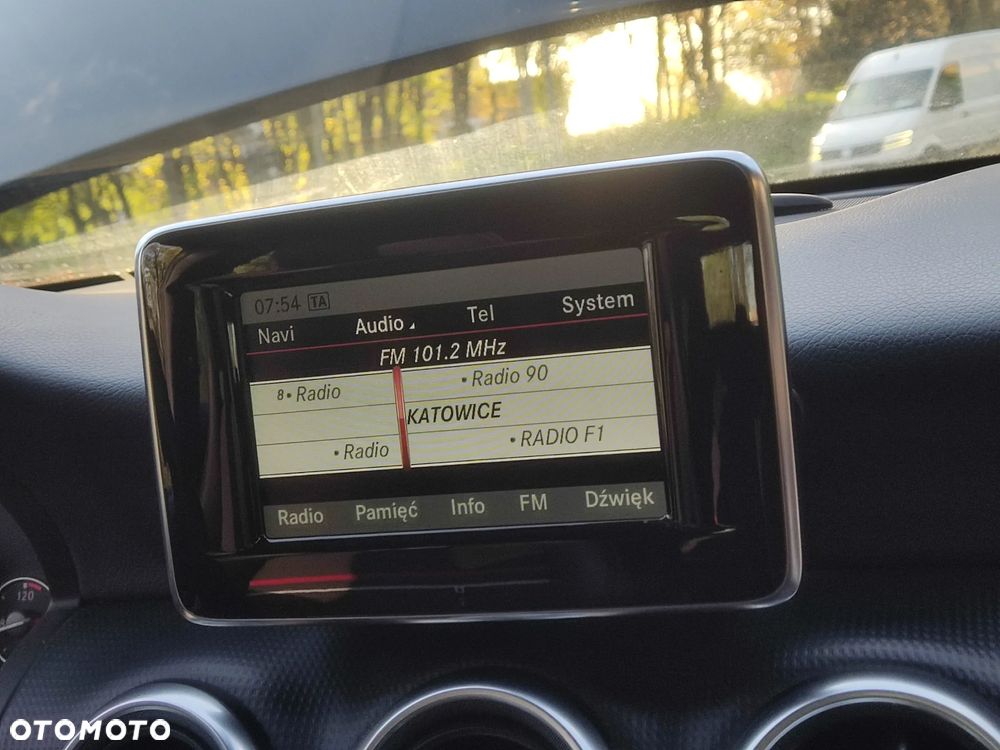 07:54 TA
Navi Audio Tel System
FM 101.2 MHz
8• Radio • Radio 90
KATOWICE
• Radio • RADIO F1
Radio Pamięć Info FM Dźwięk
120
OTOMOTO